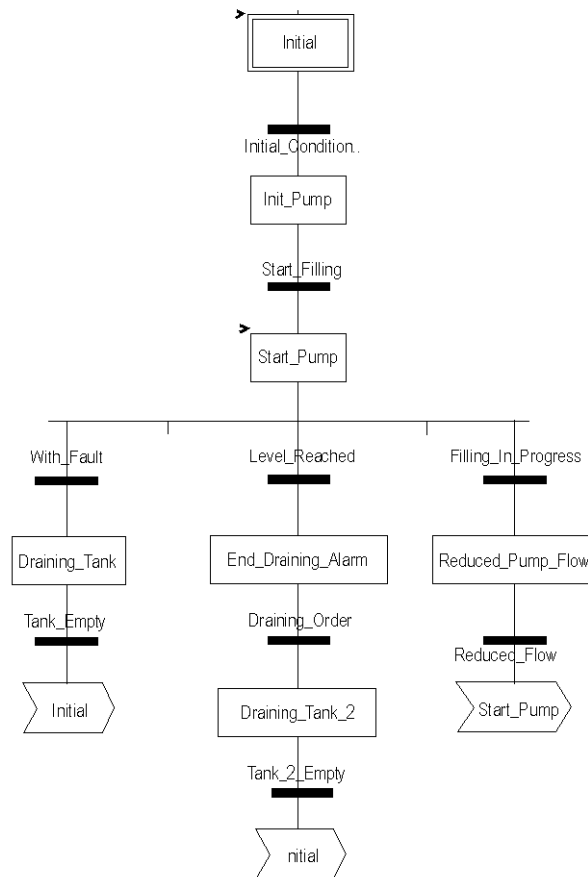 Initial
Initial_Condition..
Init_Pump
Start_Filling
Start_Pump
With_Fault
Level_Reached
Filling_In_Progress
Draining_Tank
End_Draining_Alarm
Reduced_Pump_Flow
Tank_Empty
Draining_Order
Reduced_Flow
Initial
Draining_Tank_2
Start_Pump
Tank_2_Empty
nitial